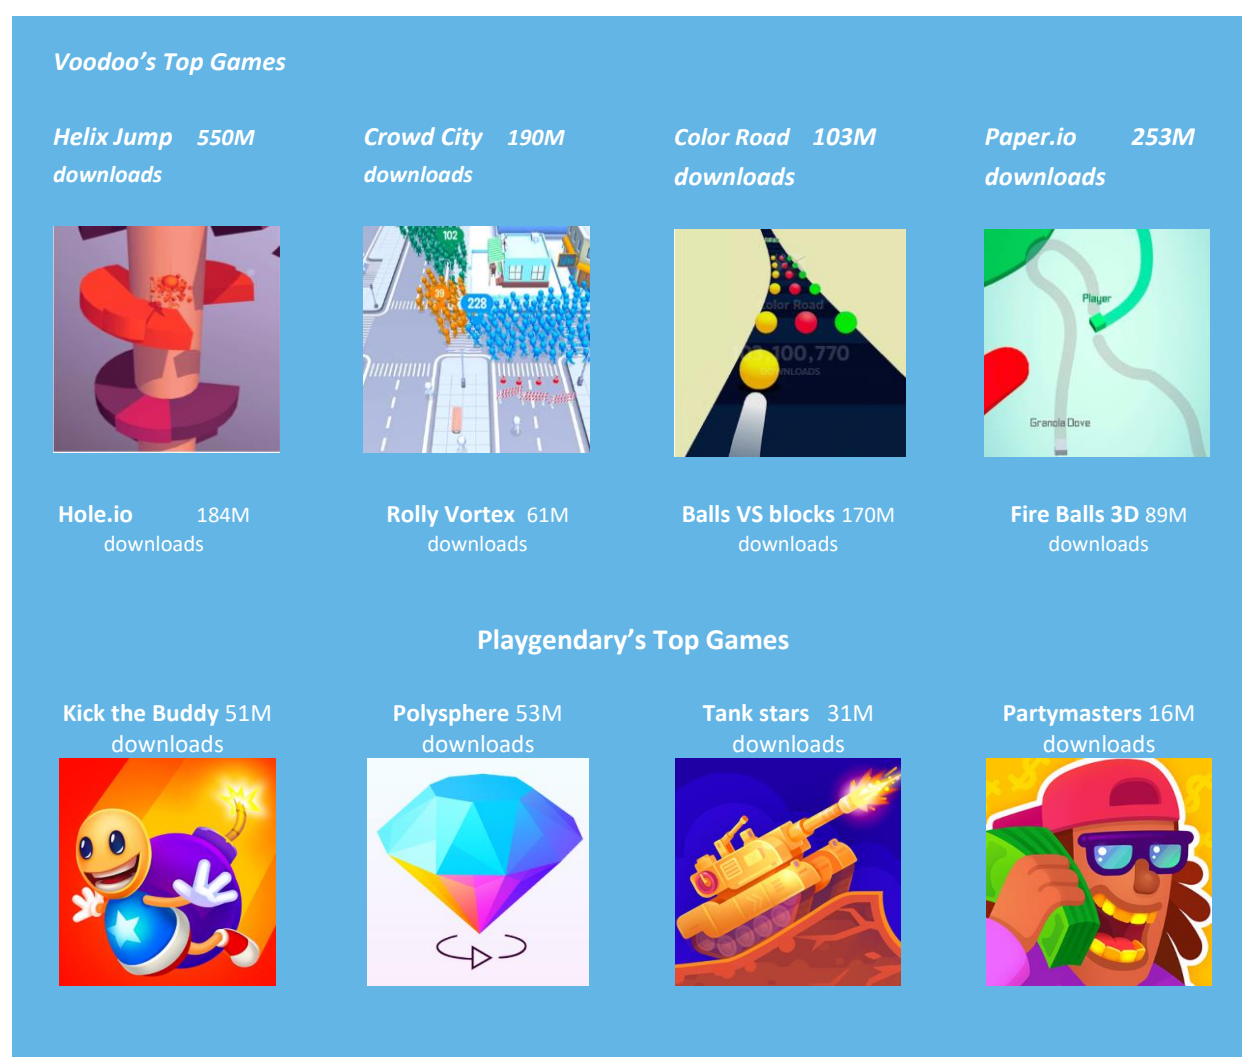 Voodoo’s Top Games
Helix Jump 550M
downloads
Crowd City 190M
downloads
Color Road 103M
downloads
Paper.io 253M
downloads
102
39
228
Color Road
103,100,770
DOWNLOADS
Player
Granola Dove
Hole.io 184M
downloads
Rolly Vortex 61M
downloads
Balls VS blocks 170M
downloads
Fire Balls 3D 89M
downloads
Playgendary’s Top Games
Kick the Buddy 51M
downloads
Polysphere 53M
downloads
Tank stars 31M
downloads
Partymasters 16M
downloads